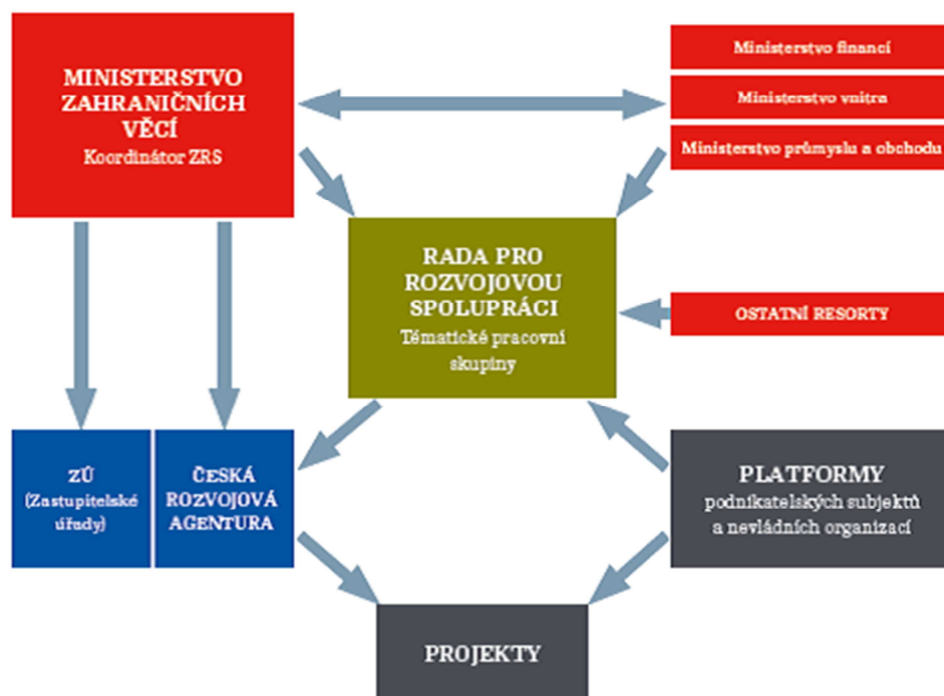 MINISTERSTVO
ZAHRANIČNÍCH
VĚCÍ
Koordinátor ZRS
Ministerstvo financí
Ministerstvo vnitra
Ministerstvo průmyslu a obchodu
RADA PRO
ROZVOJOVOU
SPOLUPRÁCI
Tématické pracovní
skupiny
OSTATNÍ RESORTY
ZÚ
(Zastupitelské
úřady)
ČESKÁ
ROZVOJOVÁ
AGENTURA
PLATFORMY
podnikatelských subjektů
a nevládních organizací
PROJEKTY